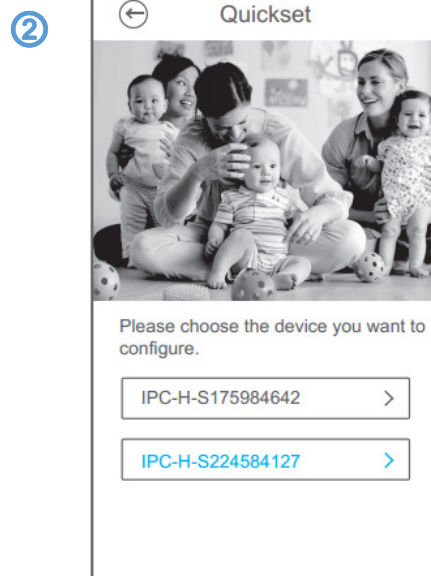 ②
Quickset
Please choose the device you want to
configure.
IPC-H-S175984642
IPC-H-S224584127